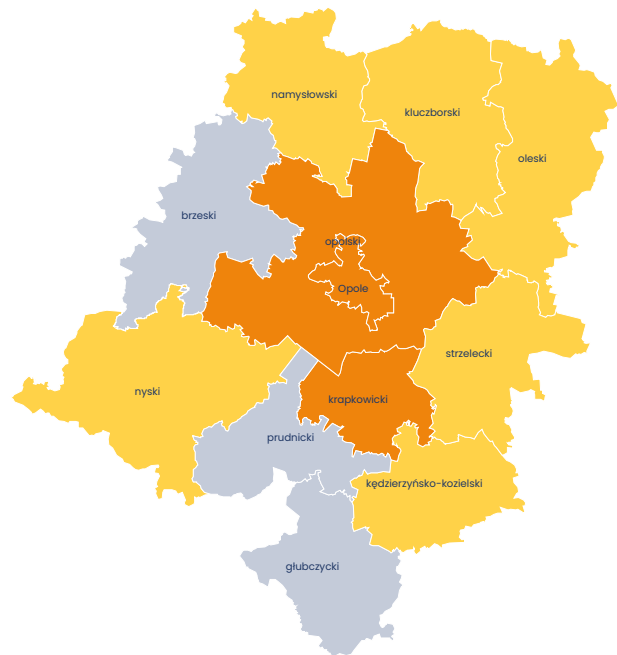 namysłowski
kluczborski
oleski
brzeski
opolski
Opole
strzelecki
nyski
krapkowicki
prudnicki
kędzierzyńsko-kozielski
głubczycki